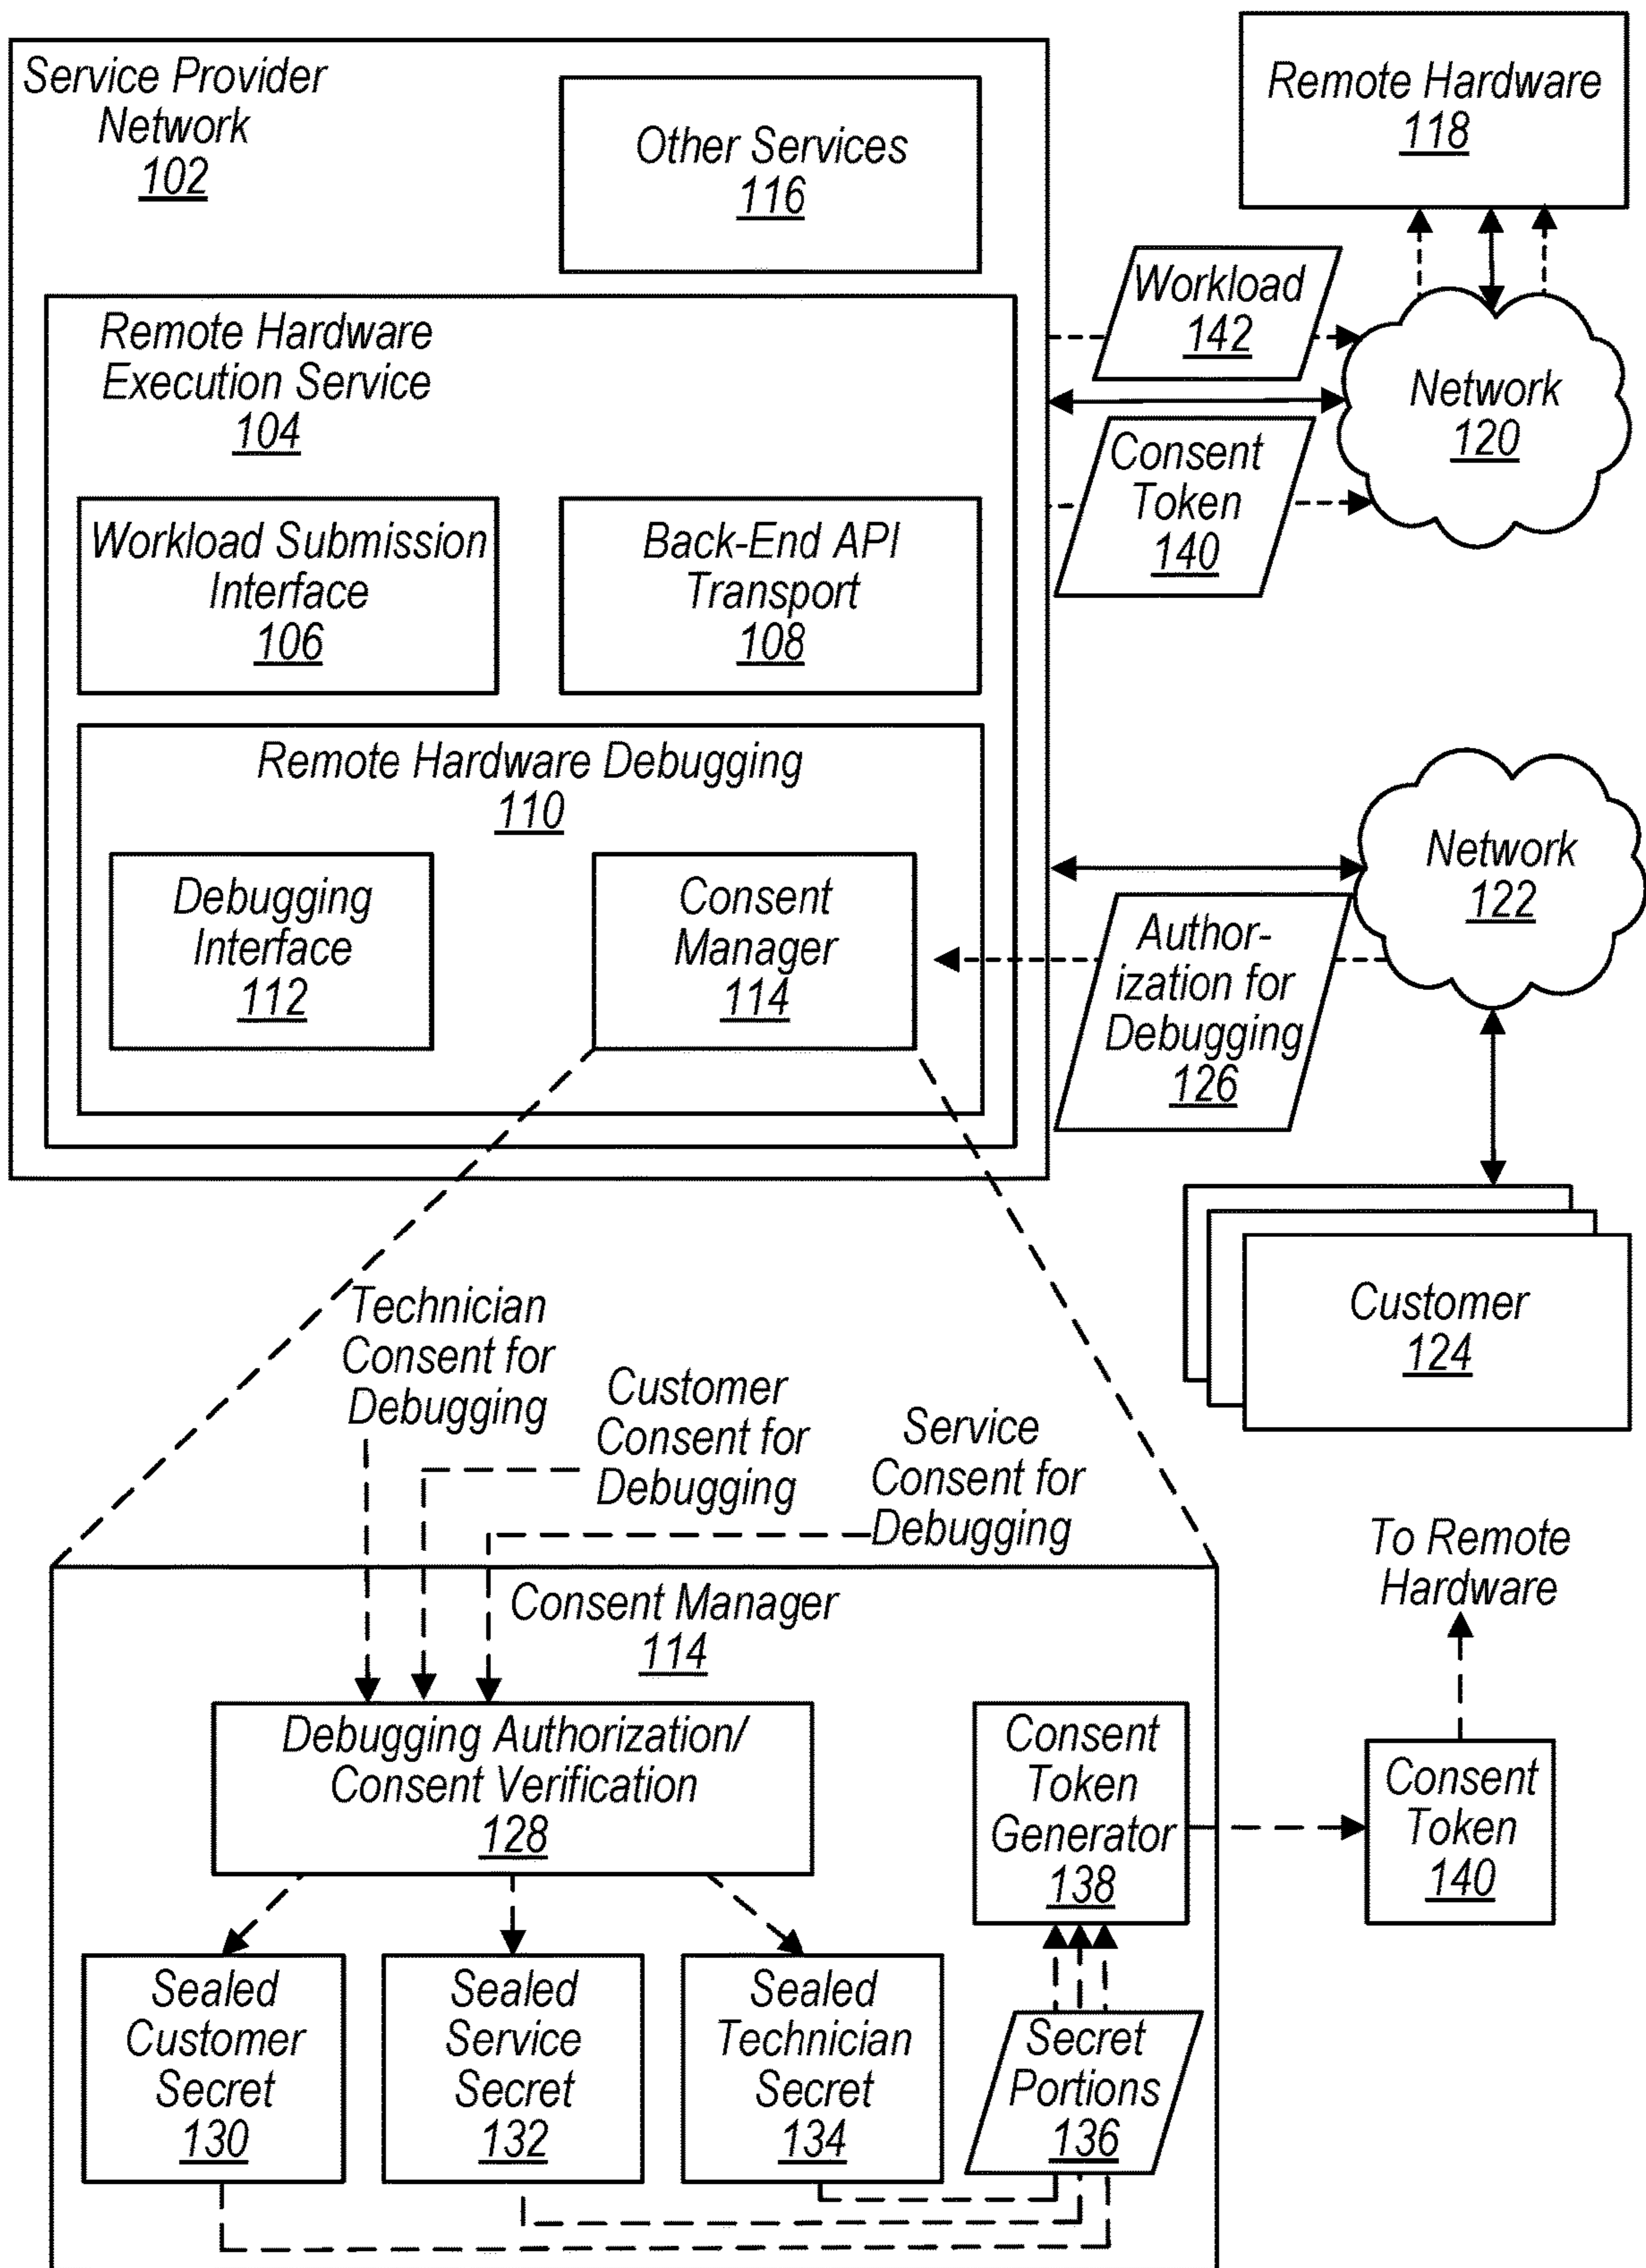 Service Provider
Network
102
Other Services
116
Remote Hardware
118
Remote Hardware
Execution Service
104
Workload
142
Network
120
Consent
Token
140
Workload Submission
Interface
106
Back-End API
Transport
108
Remote Hardware Debugging
110
Debugging
Interface
112
Consent
Manager
114
Network
122
Author-
ization for
Debugging
126
Customer
124
Technician
Consent for
Debugging
Customer
Consent for
Debugging
Service
Consent for
Debugging
Consent Manager
114
To Remote
Hardware
Debugging Authorization/
Consent Verification
128
Consent
Token
Generator
138
Consent
Token
140
Sealed
Customer
Secret
130
Sealed
Service
Secret
132
Sealed
Technician
Secret
134
Secret
Portions
136